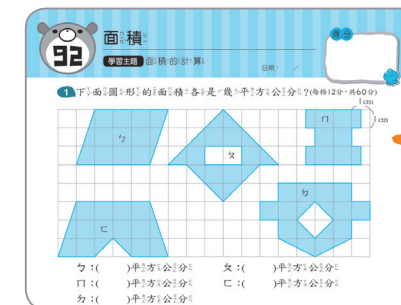 92
面積
得分
學習主題 面積的計算
日期： ／
1 下面圖形的面積各是幾平方公分？(每格12分，共60分)
1 cm
1 cm
ㄅ
ㄆ
ㄇ
ㄈ
ㄉ
ㄅ：( )平方公分 ㄆ：( )平方公分
ㄇ：( )平方公分 ㄈ：( )平方公分
ㄉ：( )平方公分